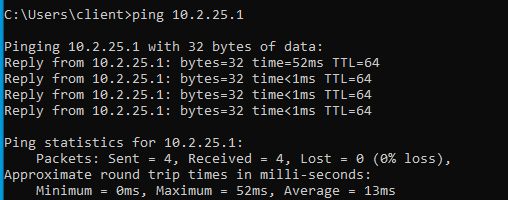 C:\Users\client>ping 10.2.25.1
Pinging 10.2.25.1 with 32 bytes of data:
Reply from 10.2.25.1: bytes=32 time=52ms TTL=64
Reply from 10.2.25.1: bytes=32 time<1ms TTL=64
Reply from 10.2.25.1: bytes=32 time<1ms TTL=64
Reply from 10.2.25.1: bytes=32 time<1ms TTL=64
Ping statistics for 10.2.25.1:
    Packets: Sent = 4, Received = 4, Lost = 0 (0% loss),
Approximate round trip times in milli-seconds:
    Minimum = 0ms, Maximum = 52ms, Average = 13ms